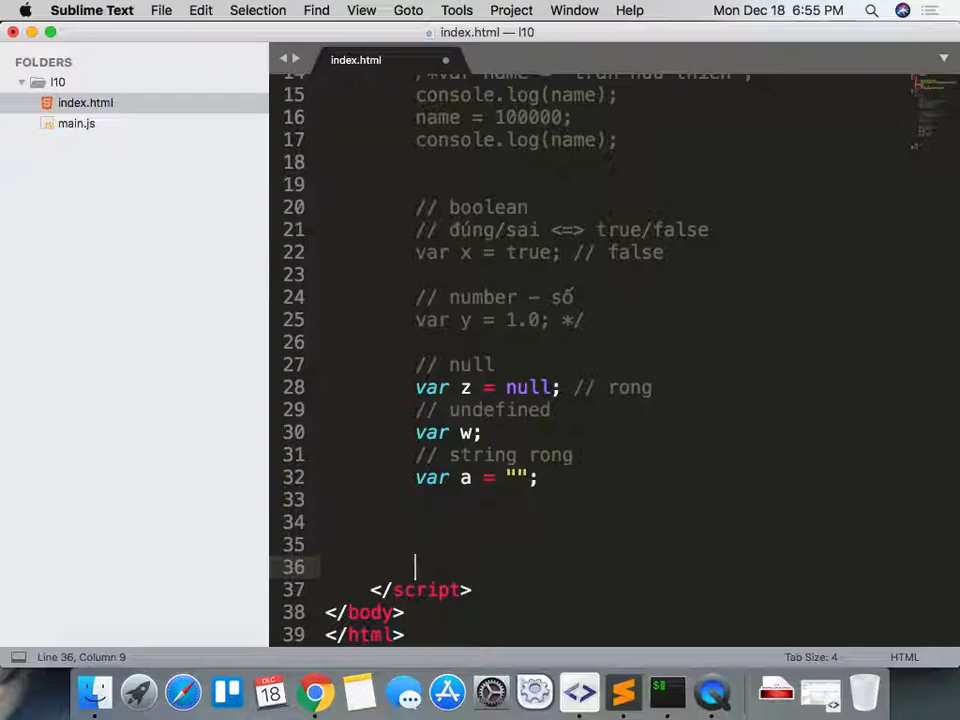 Sublime Text File Edit Selection Find View Goto Tools Project Window Help Mon Dec 18 6:55 PM
index.html — l10
FOLDERS
l10
index.html
main.js
index.html
15 console.log(name);
16 name = 100000;
17 console.log(name);
18
19
20 // boolean
21 // đúng/sai <=> true/false
22 var x = true; // false
23
24 // number - số
25 var y = 1.0; */
26
27 // null
28 var z = null; // rong
29 // undefined
30 var w;
31 // string rong
32 var a = "";
33
34
35
36
37 </script>
38 </body>
39 </html>
Line 36, Column 9 Tab Size: 4 HTML
DEC
18